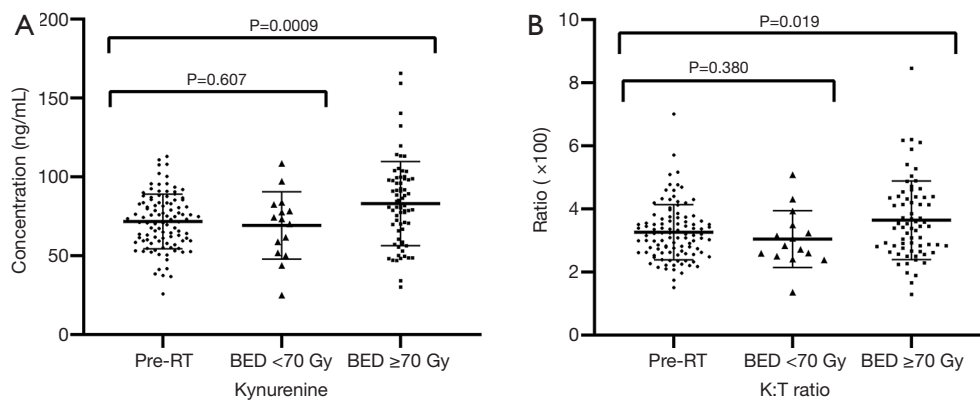 A
200
150
100
50
0
Concentration (ng/mL)
P=0.0009
P=0.607
Pre-RT
BED <70 Gy
BED ≥70 Gy
Kynurenine
B
10
8
6
4
2
0
Ratio ( ×100)
P=0.019
P=0.380
Pre-RT
BED <70 Gy
BED ≥70 Gy
K:T ratio